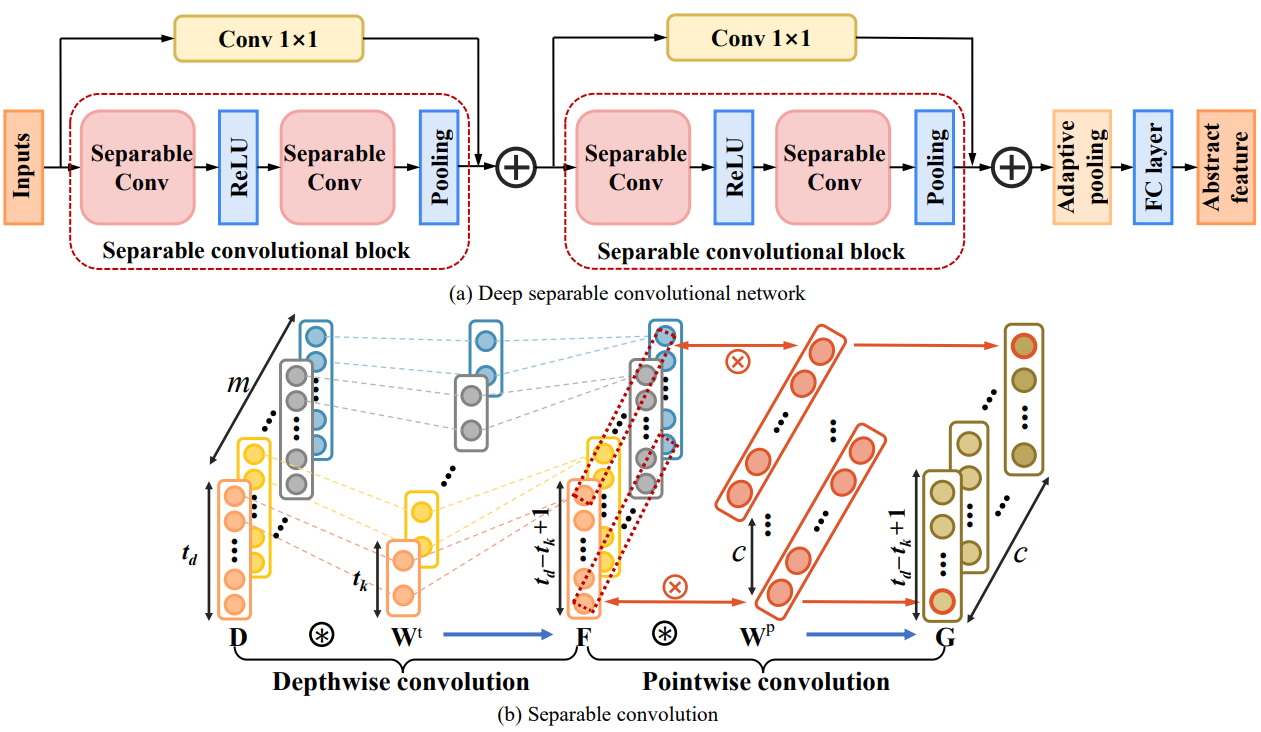 Conv 1×1
Conv 1×1
Inputs
Separable
Conv
ReLU
Separable
Conv
Pooling
Separable
Conv
ReLU
Separable
Conv
Pooling
Adaptive
pooling
FC layer
Abstract
feature
Separable convolutional block
Separable convolutional block
(a) Deep separable convolutional network
m
t_d
t_k
t_d−t_k+1
c
t_d−t_k+1
c
D
Wᵗ
F
Wᵖ
G
Depthwise convolution
Pointwise convolution
(b) Separable convolution